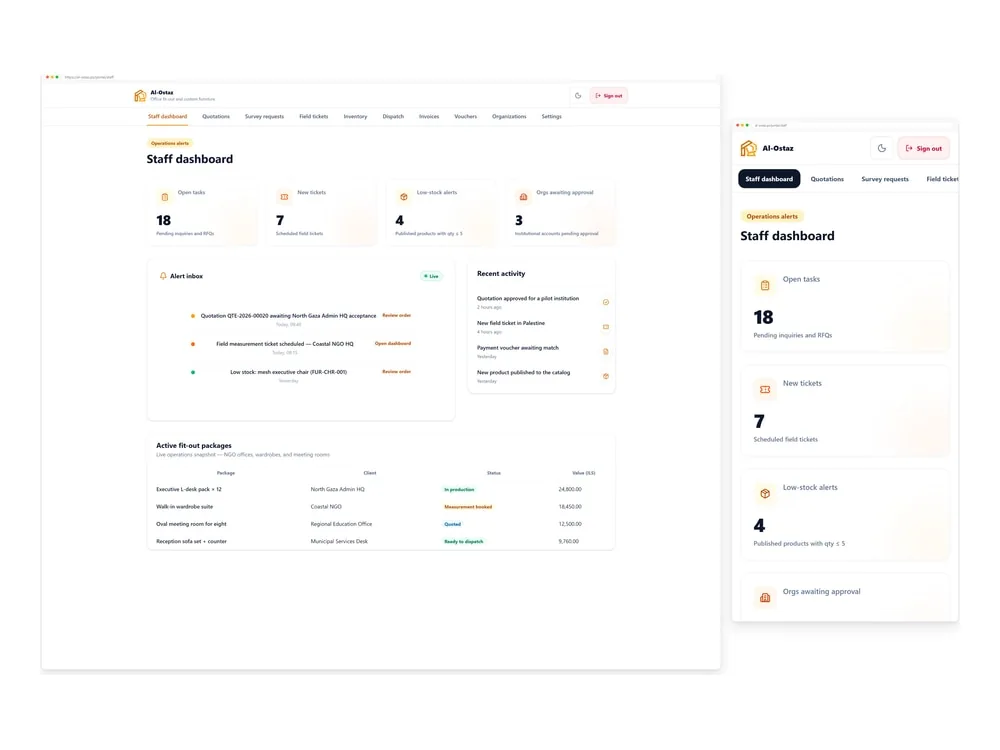 Al-Ostaz
Office fit-out and custom furniture
Sign out
Staff dashboard
Quotations
Survey requests
Field tickets
Inventory
Dispatch
Invoices
Vouchers
Organizations
Settings
Operations alerts
Staff dashboard
Open tasks
18
Pending inquiries and RFQs
New tickets
7
Scheduled field tickets
Low-stock alerts
4
Published products with qty ≤ 5
Orgs awaiting approval
3
Institutional accounts pending approval
Alert inbox
Live
Quotation QTE-2026-00020 awaiting North Gaza Admin HQ acceptance
Review order
Field measurement ticket scheduled — Coastal NGO HQ
Open dashboard
Low stock: mesh executive chair (FUR-CHR-001)
Review order
Yesterday
Recent activity
Quotation approved for a pilot institution
2 hours ago
New field ticket in Palestine
4 hours ago
Payment voucher awaiting match
Yesterday
New product published to the catalog
Yesterday
Active fit-out packages
Live operations snapshot — NGO offices, wardrobes, and meeting rooms
Package Client Status Value (ILS)
Executive L-desk pack × 12 North Gaza Admin HQ In production 24,800.00
Walk-in wardrobe suite Coastal NGO Measurement booked 18,450.00
Oval meeting room for eight Regional Education Office Quoted 12,500.00
Reception sofa set + counter Municipal Services Desk Ready to dispatch 9,760.00
Al-Ostaz
Sign out
Staff dashboard
Quotations
Survey requests
Field ticket
Operations alerts
Staff dashboard
Open tasks
18
Pending inquiries and RFQs
New tickets
7
Scheduled field tickets
Low-stock alerts
4
Published products with qty ≤ 5
Orgs awaiting approval